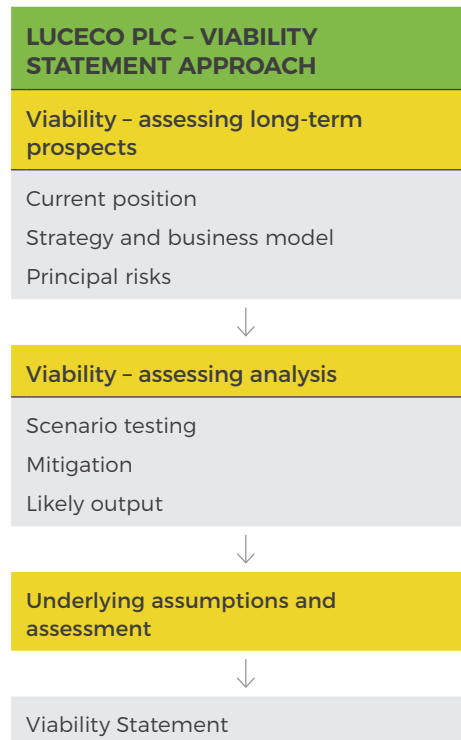 LUCECO PLC – VIABILITY
STATEMENT APPROACH
Viability – assessing long-term
prospects
Current position
Strategy and business model
Principal risks
Viability – assessing analysis
Scenario testing
Mitigation
Likely output
Underlying assumptions and
assessment
Viability Statement